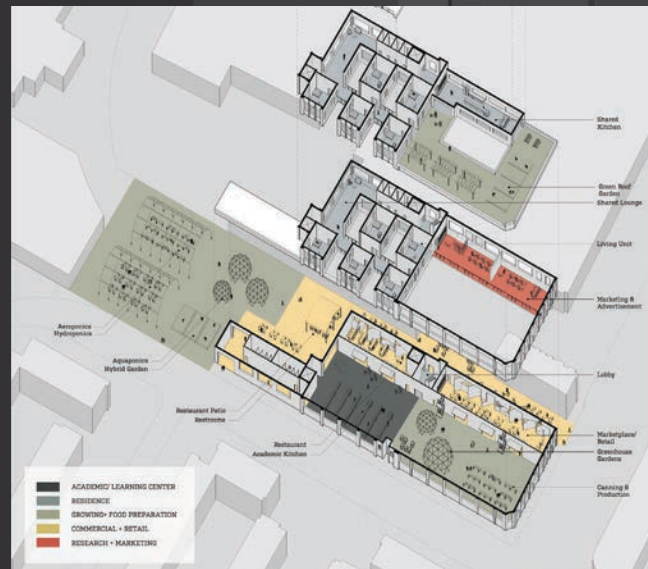 Shared
Kitchen
Green Roof
Garden
Shared Lounge
Living Unit
Marketing &
Advertisement
Aeroponics
Hydroponics
Aquaponics
Hybrid Garden
Lobby
Restaurant Patio
Restrooms
Restaurant
Academic Kitchen
Marketplace/
Retail
Greenhouse
Gardens
Canning &
Production
ACADEMIC/ LEARNING CENTER
RESIDENCE
GROWING+ FOOD PREPARATION
COMMERCIAL + RETAIL
RESEARCH + MARKETING